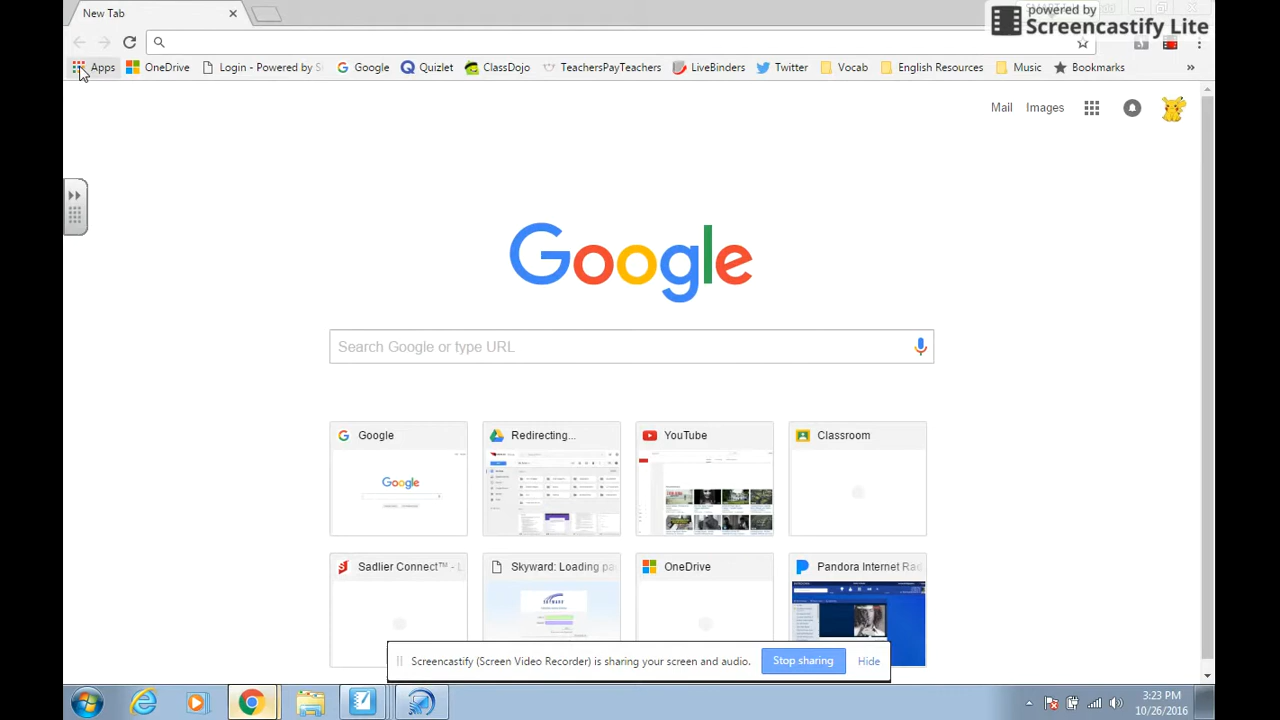 New Tab
powered by
Screencastify Lite
Apps
OneDrive
Login - Powered by S
Google
Quizlet
ClassDojo
TeachersPayTeachers
LiveBinders
Twitter
Vocab
English Resources
Music
Bookmarks
»
Mail
Images
Google
Search Google or type URL
Google
Redirecting...
YouTube
Classroom
Google
Sadlier Connect™ - L
Skyward: Loading pa
OneDrive
Pandora Internet Rad
Screencastify (Screen Video Recorder) is sharing your screen and audio.
Stop sharing
Hide
3:23 PM
10/26/2016